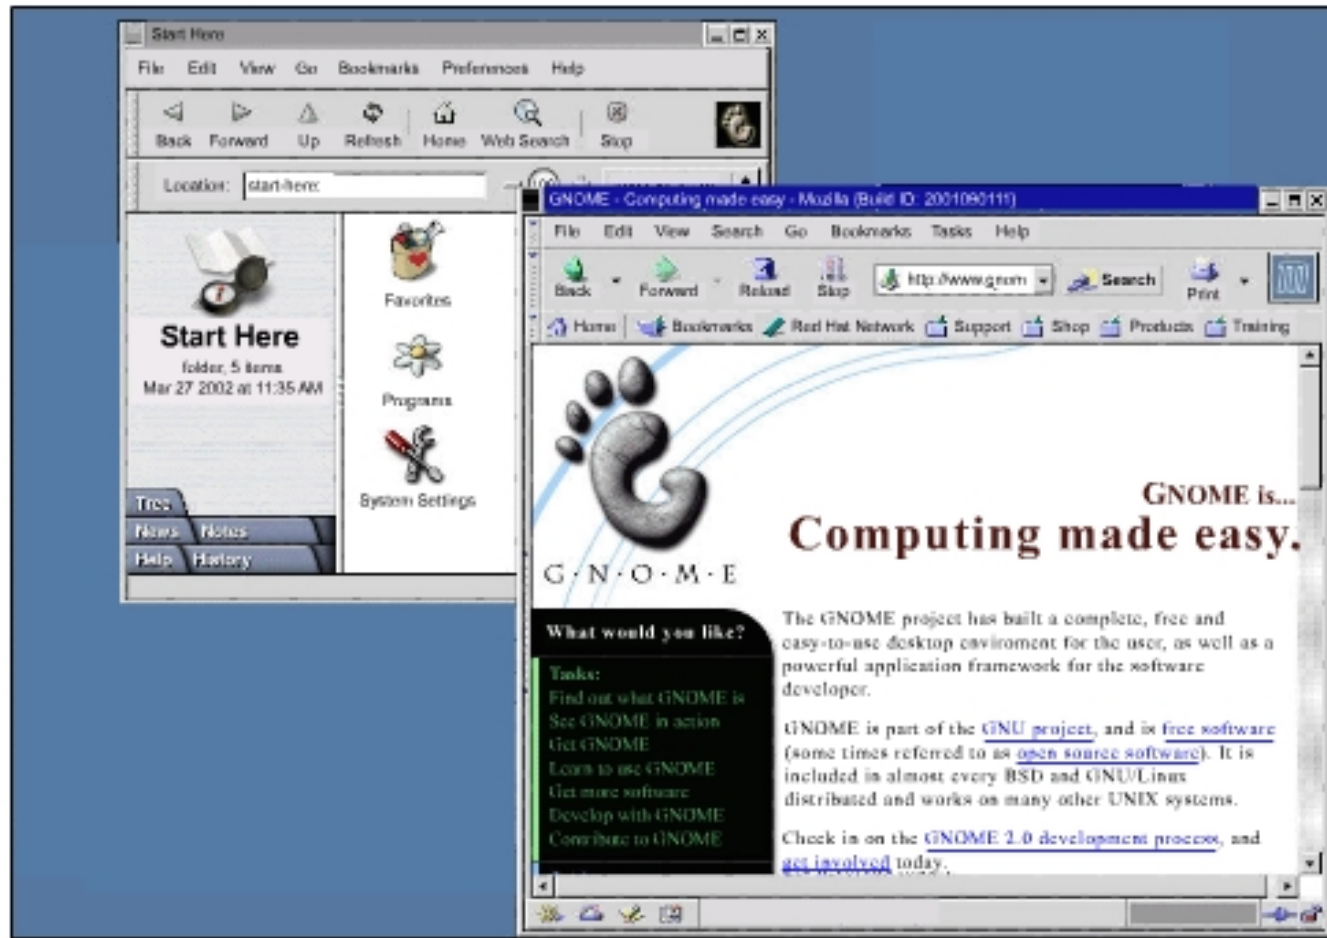 Start Here
File Edit View Go Bookmarks Preferences Help
Back Forward Up Refresh Home Web Search Stop
Location: start-here:
Start Here
folder, 5 items
Mar 27 2002 at 11:35 AM
Tree
News Notes
Help History
Favorites
Programs
System Settings
GNOME - Computing made easy - Mozilla {Build ID: 2001090111}
File Edit View Search Go Bookmarks Tasks Help
Back Forward Reload Stop http://www.gnom Search Print
Home Bookmarks Red Hat Network Support Shop Products Training
G·N·O·M·E
GNOME is...
Computing made easy.
What would you like?
Tasks:
Find out what GNOME is
See GNOME in action
Get GNOME
Learn to use GNOME
Get more software
Develop with GNOME
Contribute to GNOME
The GNOME project has built a complete, free and
easy-to-use desktop enviroment for the user, as well as a
powerful application framework for the software
developer.
GNOME is part of the GNU project, and is free software
(some times referred to as open source software). It is
included in almost every BSD and GNU/Linux
distributed and works on many other UNIX systems.
Check in on the GNOME 2.0 development process, and
get involved today.